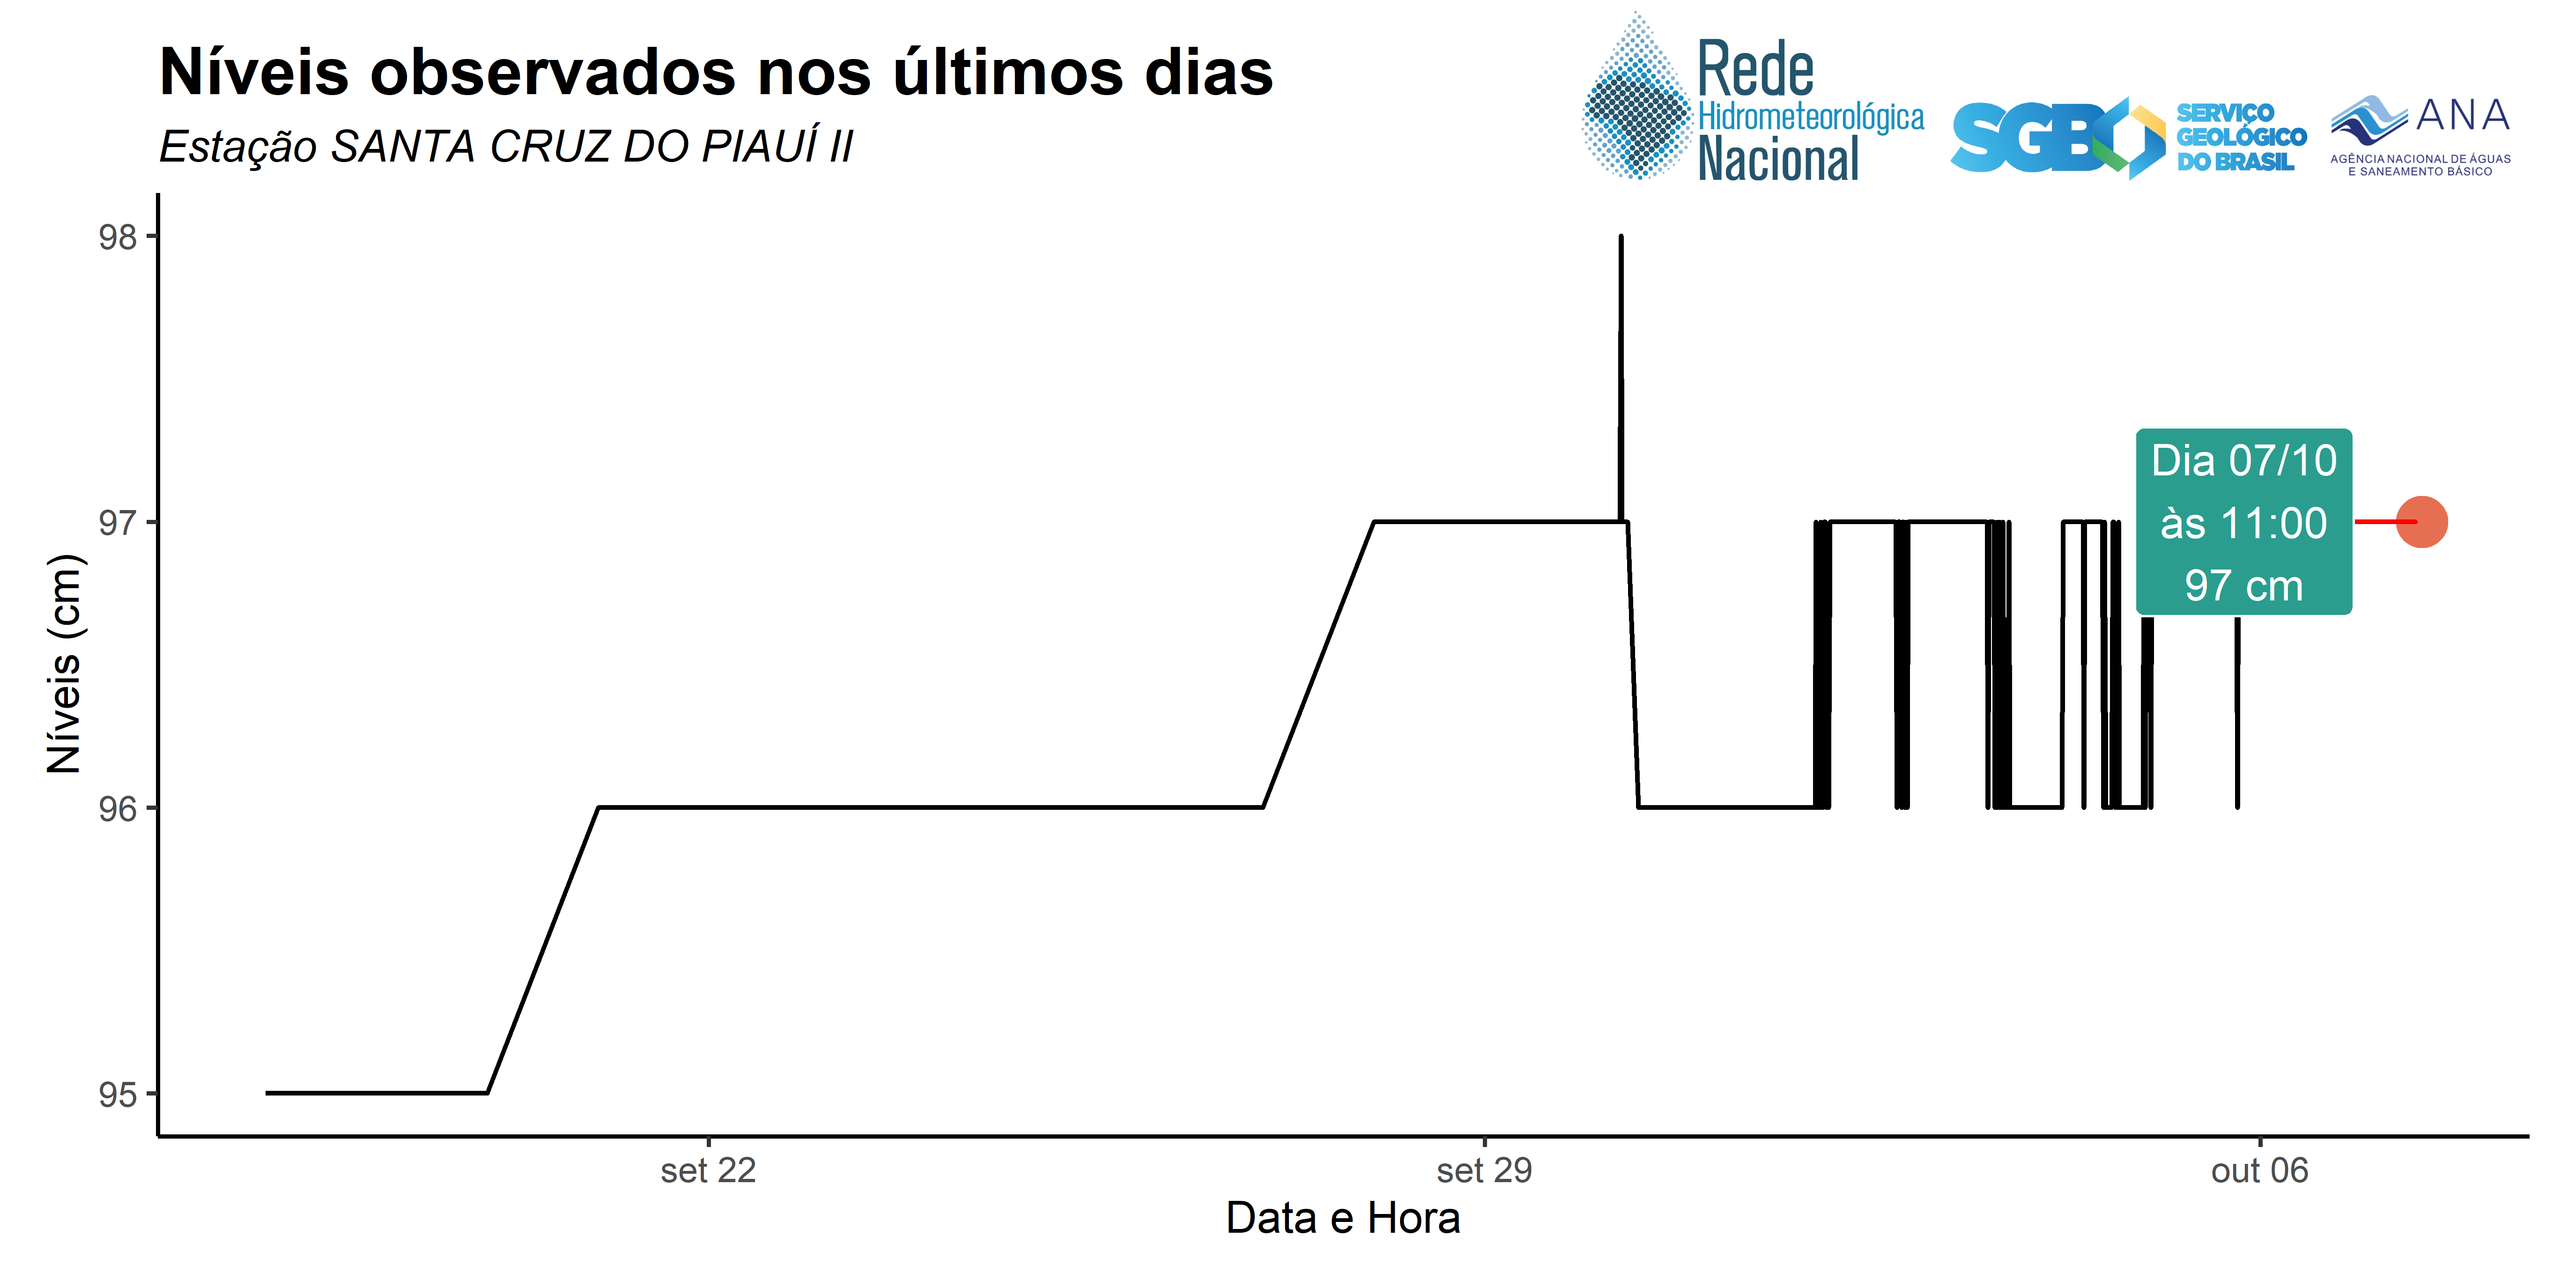 Níveis observados nos últimos dias
Estação SANTA CRUZ DO PIAUÍ II
Rede
Hidrometeorológica
Nacional
SGB
SERVIÇO
GEOLÓGICO
DO BRASIL
ANA
AGÊNCIA NACIONAL DE ÁGUAS
E SANEAMENTO BÁSICO
98
97
96
95
Níveis (cm)
Dia 07/10
às 11:00
97 cm
set 22
set 29
out 06
Data e Hora